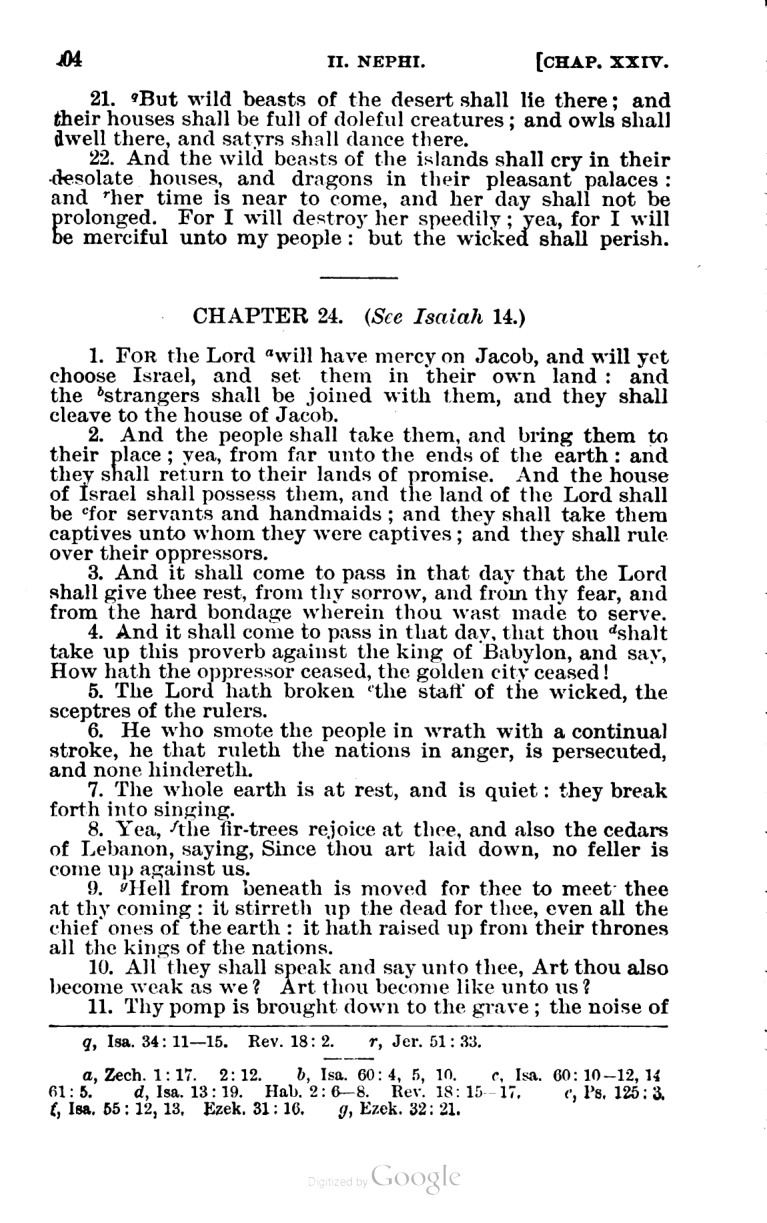 04 II. NEPHI. [CHAP. XXIV.
21. qBut wild beasts of the desert shall lie there; and
their houses shall be full of doleful creatures; and owls shall
dwell there, and satyrs shall dance there.
22. And the wild beasts of the islands shall cry in their
desolate houses, and dragons in their pleasant palaces:
and rher time is near to come, and her day shall not be
prolonged. For I will destroy her speedily; yea, for I will
be merciful unto my people: but the wicked shall perish.
CHAPTER 24. (See Isaiah 14.)
1. FOR the Lord awill have mercy on Jacob, and will yet
choose Israel, and set them in their own land: and
the bstrangers shall be joined with them, and they shall
cleave to the house of Jacob.
2. And the people shall take them, and bring them to
their place; yea, from far unto the ends of the earth: and
they shall return to their lands of promise. And the house
of Israel shall possess them, and the land of the Lord shall
be cfor servants and handmaids; and they shall take them
captives unto whom they were captives; and they shall rule
over their oppressors.
3. And it shall come to pass in that day that the Lord
shall give thee rest, from thy sorrow, and from thy fear, and
from the hard bondage wherein thou wast made to serve.
4. And it shall come to pass in that day, that thou dshalt
take up this proverb against the king of Babylon, and say,
How hath the oppressor ceased, the golden city ceased!
5. The Lord hath broken ethe staff of the wicked, the
sceptres of the rulers.
6. He who smote the people in wrath with a continual
stroke, he that ruleth the nations in anger, is persecuted,
and none hindereth.
7. The whole earth is at rest, and is quiet: they break
forth into singing.
8. Yea, fthe fir-trees rejoice at thee, and also the cedars
of Lebanon, saying, Since thou art laid down, no feller is
come up against us.
9. gHell from beneath is moved for thee to meet thee
at thy coming: it stirreth up the dead for thee, even all the
chief ones of the earth: it hath raised up from their thrones
all the kings of the nations.
10. All they shall speak and say unto thee, Art thou also
become weak as we? Art thou become like unto us?
11. Thy pomp is brought down to the grave; the noise of
q, Isa. 34: 11—15. Rev. 18: 2. r, Jer. 51: 33.
a, Zech. 1: 17. 2: 12. b, Isa. 60: 4, 5, 10. c, Isa. 60: 10—12, 14
61: 5. d, Isa. 13: 19. Hab. 2: 6—8. Rev. 18: 15—17. e, Ps. 125: 3.
f, Isa. 55: 12, 13. Ezek. 31: 16. g, Ezek. 32: 21.
Digitized by Google